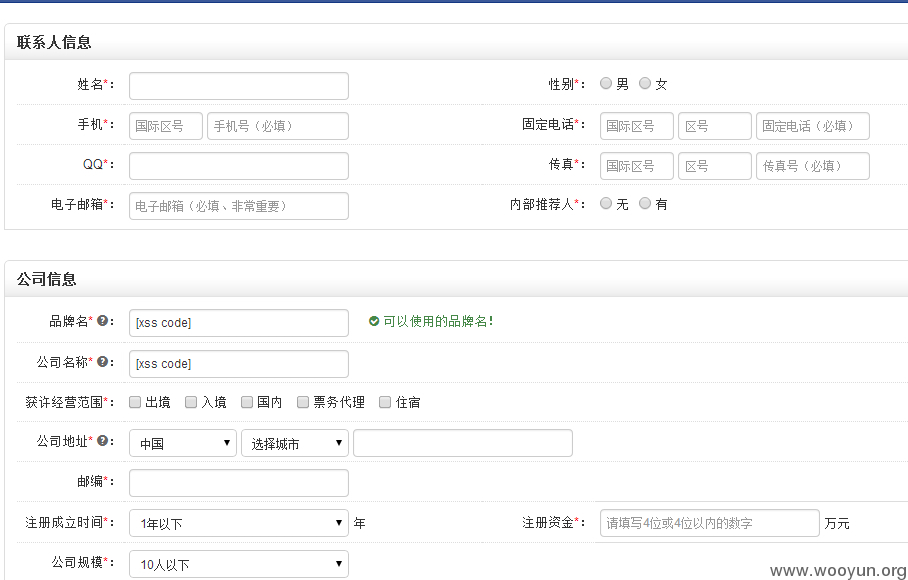 联系人信息
姓名*： 性别*： 男 女
手机*： 国际区号 手机号（必填） 固定电话*： 国际区号 区号 固定电话（必填）
QQ*： 传真*： 国际区号 区号 传真号（必填）
电子邮箱*： 电子邮箱（必填、非常重要） 内部推荐人*： 无 有
公司信息
品牌名* ?： [xss code] 可以使用的品牌名!
公司名称* ?： [xss code]
获许经营范围*： 出境 入境 国内 票务代理 住宿
公司地址* ?： 中国 选择城市
邮编*：
注册成立时间*： 1年以下 年 注册资金*： 请填写4位或4位以内的数字 万元
公司规模*： 10人以下
www.wooyun.org